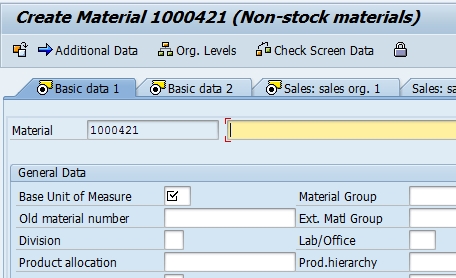 Create Material 1000421 (Non-stock materials)
Additional Data Org. Levels Check Screen Data
Basic data 1 Basic data 2 Sales: sales org. 1 Sales: sa
Material 1000421
General Data
Base Unit of Measure Material Group
Old material number Ext. Matl Group
Division Lab/Office
Product allocation Prod.hierarchy